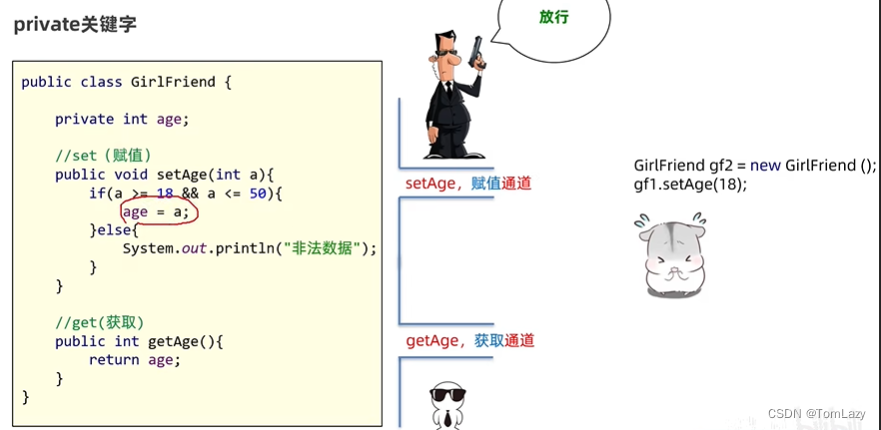 private关键字
放行
public class GirlFriend {
private int age;
//set（赋值）
public void setAge(int a){
if(a >= 18 && a <= 50){
age = a;
}else{
System.out.println("非法数据");
}
}
//get(获取)
public int getAge(){
return age;
}
}
setAge，赋值通道
getAge，获取通道
GirlFriend gf2 = new GirlFriend ();
gf1.setAge(18);
CSDN @TomLazy